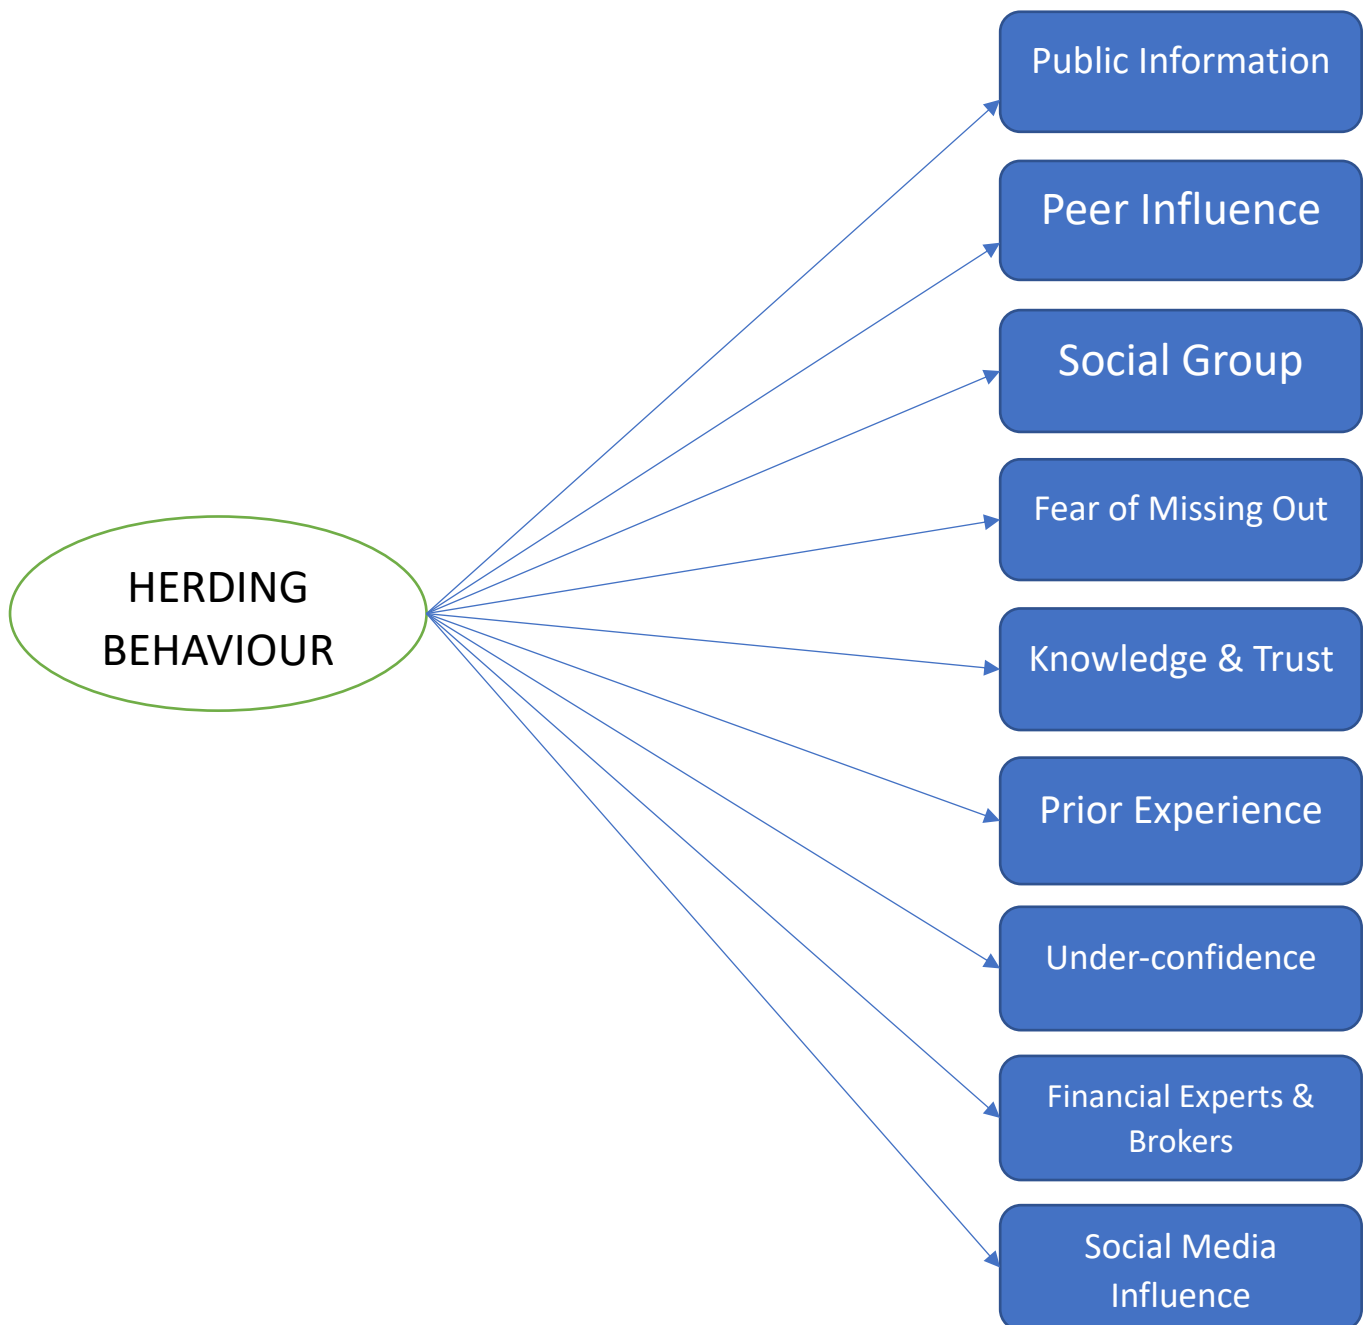 Public Information
Peer Influence
Social Group
Fear of Missing Out
HERDING
BEHAVIOUR
Knowledge & Trust
Prior Experience
Under-confidence
Financial Experts &
Brokers
Social Media
Influence